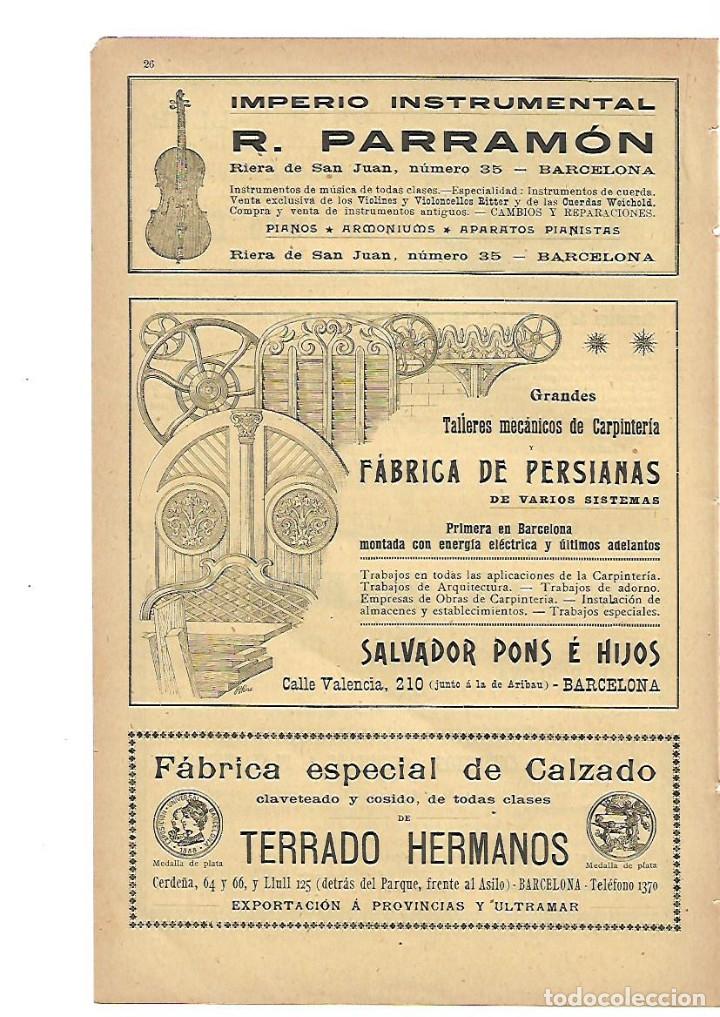 26
IMPERIO INSTRUMENTAL
R. PARRAMÓN
Riera de San Juan, número 35 — BARCELONA
Instrumentos de música de todas clases.—Especialidad: Instrumentos de cuerda.
Venta exclusiva de los Violines y Violoncellos Ritter y de las Cuerdas Weichold.
Compra y venta de instrumentos antiguos. — CAMBIOS Y REPARACIONES.
PIANOS ★ ARMONIUMS ★ APARATOS PIANISTAS
Riera de San Juan, número 35 — BARCELONA
Grandes
Talleres mecánicos de Carpintería
Y
FÁBRICA DE PERSIANAS
DE VARIOS SISTEMAS
Primera en Barcelona
montada con energía eléctrica y últimos adelantos
Trabajos en todas las aplicaciones de la Carpintería.
Trabajos de Arquitectura. — Trabajos de adorno.
Empresas de Obras de Carpinteria. — Instalación de
almacenes y establecimientos. — Trabajos especiales.
SALVADOR PONS É HIJOS
Calle Valencia, 210 (junto á la de Aribau) - BARCELONA
Fábrica especial de Calzado
claveteado y cosido, de todas clases
DE
TERRADO HERMANOS
EXPOSICION UNIVERSAL BARCELONA
1888
Medalla de plata
Medalla de plata
Cerdeña, 64 y 66, y Llull 125 (detrás del Parque, frente al Asilo) - BARCELONA - Teléfono 1370
EXPORTACIÓN Á PROVINCIAS Y ULTRAMAR
todocoleccion